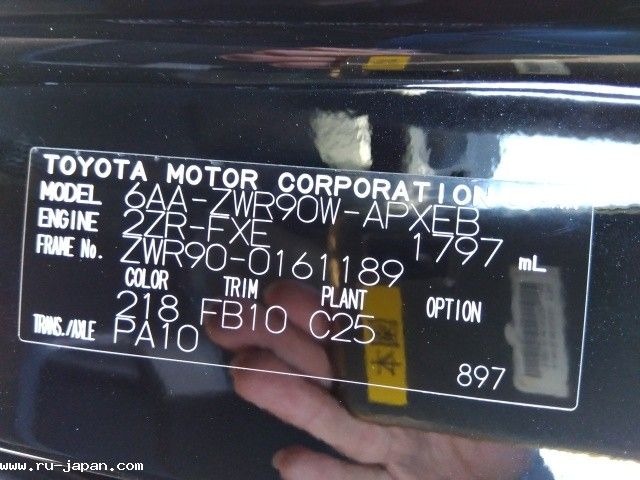 TOYOTA MOTOR CORPORATION
MODEL 6AA-ZWR90W-APXEB
ENGINE 2ZR-FXE 1797 mL
FRAME No. ZWR90-0161189
COLOR TRIM PLANT OPTION
218 FB10 C25
TRANS./AXLE PA10
897
www.ru-japan.com